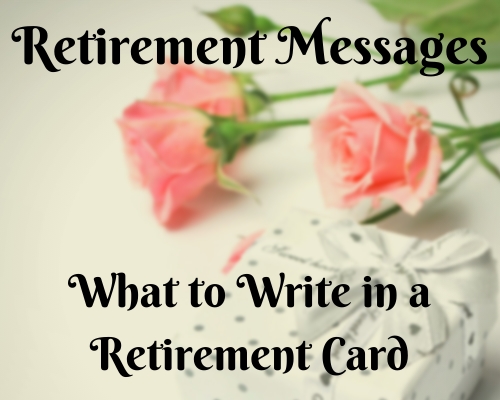 Retirement Messages
What to Write in a
Retirement Card